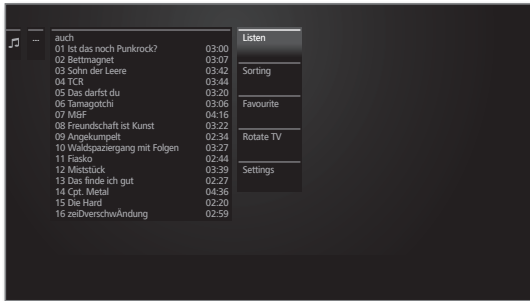 ...
auch
01 Ist das noch Punkrock? 03:00
02 Bettmagnet 03:07
03 Sohn der Leere 03:42
04 TCR 03:44
05 Das darfst du 03:20
06 Tamagotchi 03:06
07 M&F 04:16
08 Freundschaft ist Kunst 03:22
09 Angekumpelt 02:34
10 Waldspaziergang mit Folgen 03:27
11 Fiasko 02:44
12 Miststück 03:39
13 Das finde ich gut 02:27
14 Cpt. Metal 04:36
15 Die Hard 02:20
16 zeiDverschwÄndung 02:59
Listen
Sorting
Favourite
Rotate TV
Settings